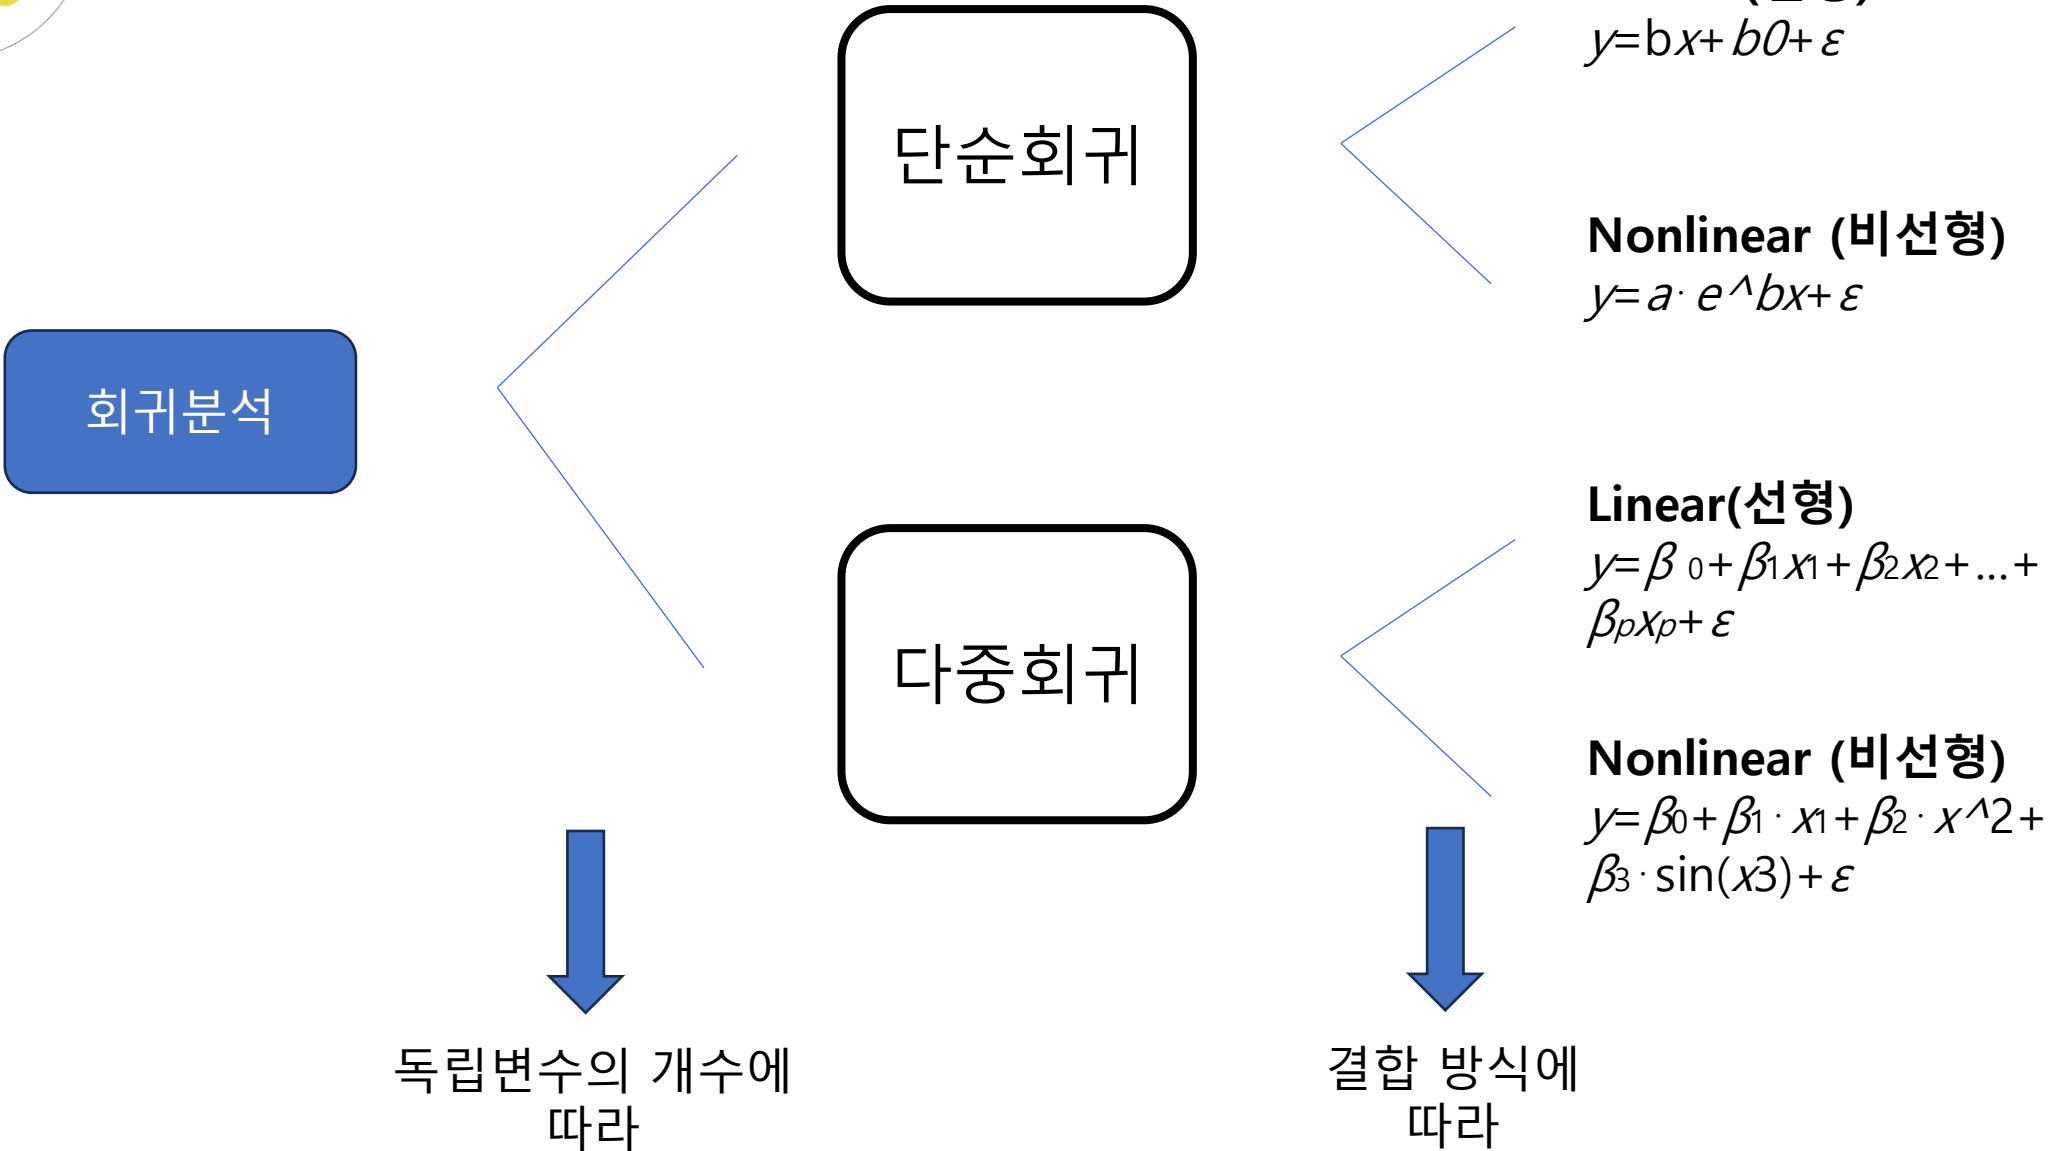 y=bx+b0+ε
단순회귀
Nonlinear (비선형)
y=a· e^bx+ε
회귀분석
Linear(선형)
y=β 0+β1x1+β2x2+...+
βpxp+ε
다중회귀
Nonlinear (비선형)
y=β0+β1·x1+β2·x^2+
β3·sin(x3)+ε
독립변수의 개수에
따라
결합 방식에
따라